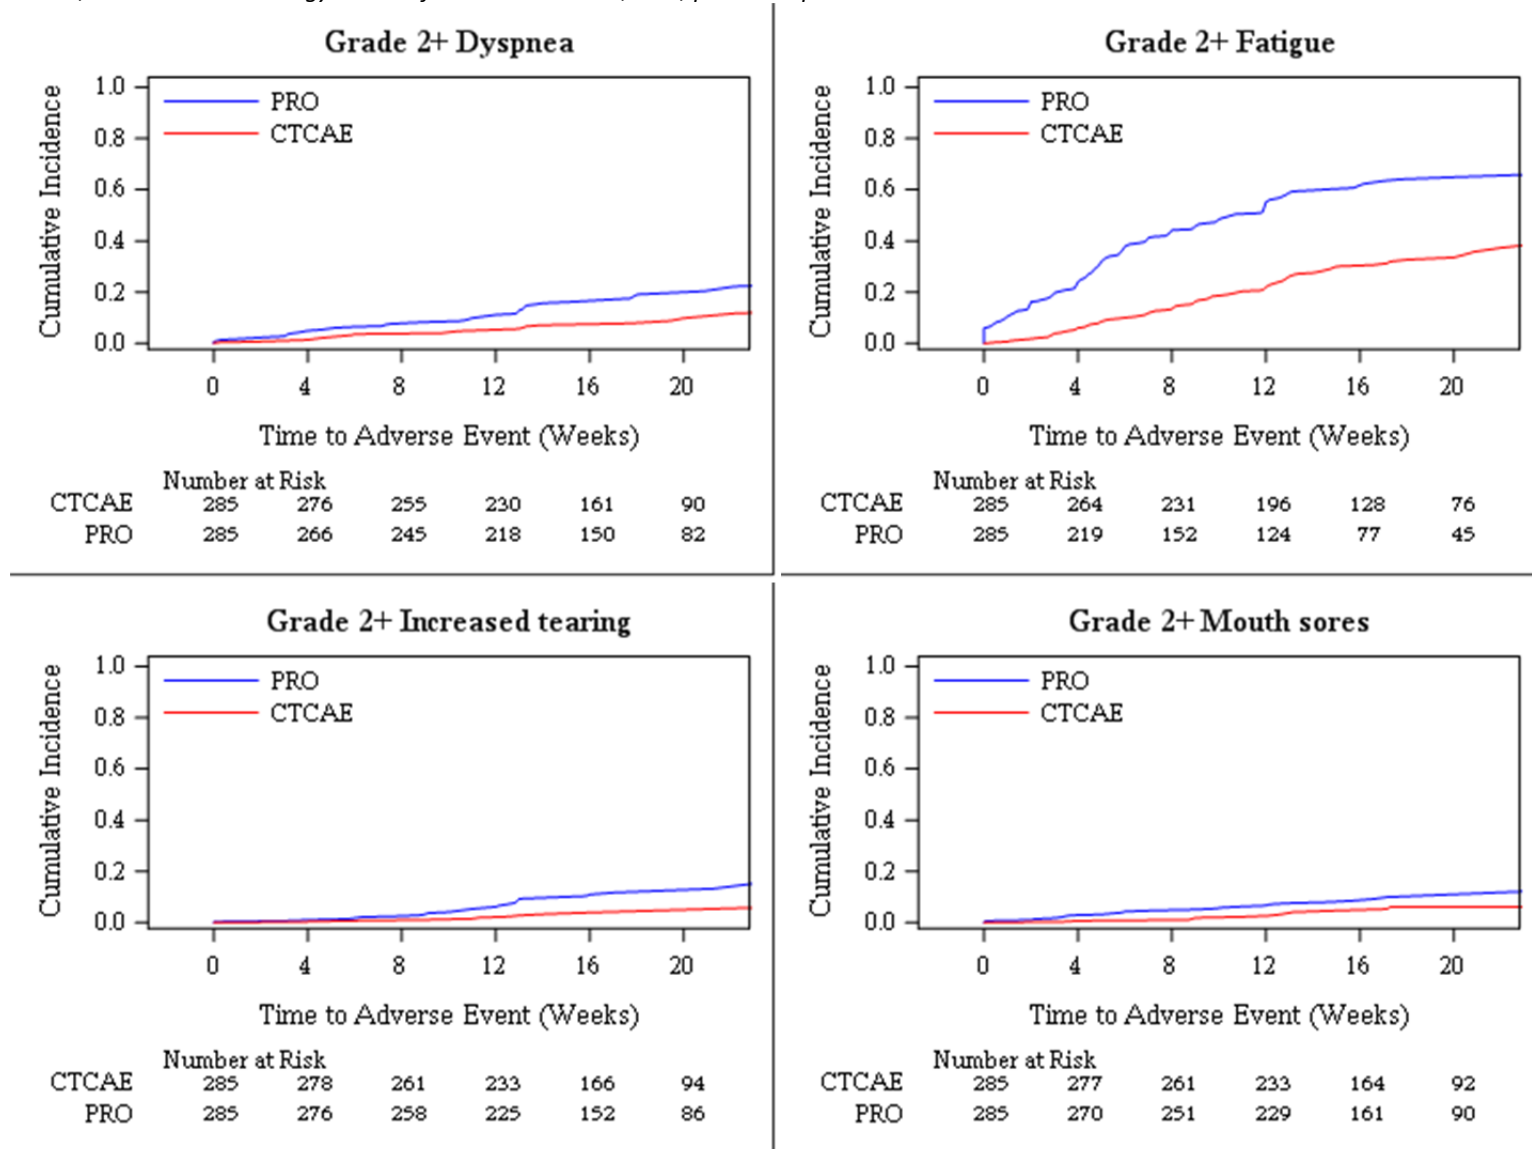 Grade 2+ Dyspnea
Cumulative Incidence
1.0
0.8
0.6
0.4
0.2
0.0
PRO
CTCAE
0 4 8 12 16 20
Time to Adverse Event (Weeks)
Number at Risk
CTCAE 285 276 255 230 161 90
PRO 285 266 245 218 150 82
Grade 2+ Fatigue
Cumulative Incidence
1.0
0.8
0.6
0.4
0.2
0.0
PRO
CTCAE
0 4 8 12 16 20
Time to Adverse Event (Weeks)
Number at Risk
CTCAE 285 264 231 196 128 76
PRO 285 219 152 124 77 45
Grade 2+ Increased tearing
Cumulative Incidence
1.0
0.8
0.6
0.4
0.2
0.0
PRO
CTCAE
0 4 8 12 16 20
Time to Adverse Event (Weeks)
Number at Risk
CTCAE 285 278 261 233 166 94
PRO 285 276 258 225 152 86
Grade 2+ Mouth sores
Cumulative Incidence
1.0
0.8
0.6
0.4
0.2
0.0
PRO
CTCAE
0 4 8 12 16 20
Time to Adverse Event (Weeks)
Number at Risk
CTCAE 285 277 261 233 164 92
PRO 285 270 251 229 161 90